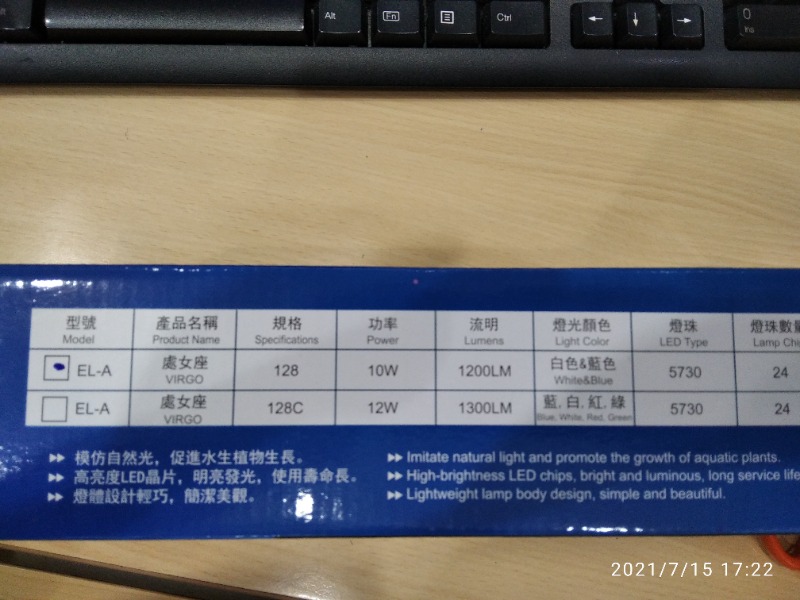 Alt Fn Ctrl ← ↓ → 0
Ins
型號 產品名稱 規格 功率 流明 燈光顏色 燈珠 燈珠數
Model Product Name Specifications Power Lumens Light Color LED Type Lamp
EL-A 處女座 128 10W 1200LM 白色&藍色 5730 24
VIRGO White&Blue
EL-A 處女座 128C 12W 1300LM 藍,白,紅,綠 5730 24
VIRGO Blue, White, Red, Green
▸▸ 模仿自然光,促進水生植物生長。
▸▸ 高亮度LED晶片,明亮發光,使用壽命長。
▸▸ 燈體設計輕巧,簡潔美觀。
▸▸ Imitate natural light and promote the growth of aquatic plants.
▸▸ High-brightness LED chips, bright and luminous, long service life
▸▸ Lightweight lamp body design, simple and beautiful.
2021/7/15 17:22